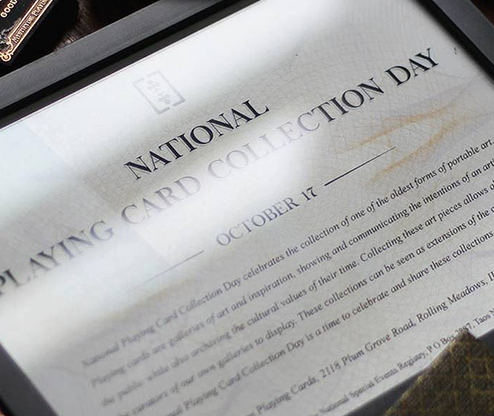 NATIONAL
PLAYING CARD COLLECTION DAY
OCTOBER 17
National Playing Card Collection Day celebrates the collection of one of the oldest forms of portable art.
Playing cards are galleries of art and inspiration, showing and communicating the intentions of an
the public, while also archiving the cultural values of their time. Collecting these art pieces allows
curators of our own galleries to display. These collections can be seen as extensions of the
Playing Card Collection Day is a time to celebrate and share these collections
Playing Cards, 2118 Plum Grove Road, Rolling Meadows,
National Special Events Registry, P O Box Taos